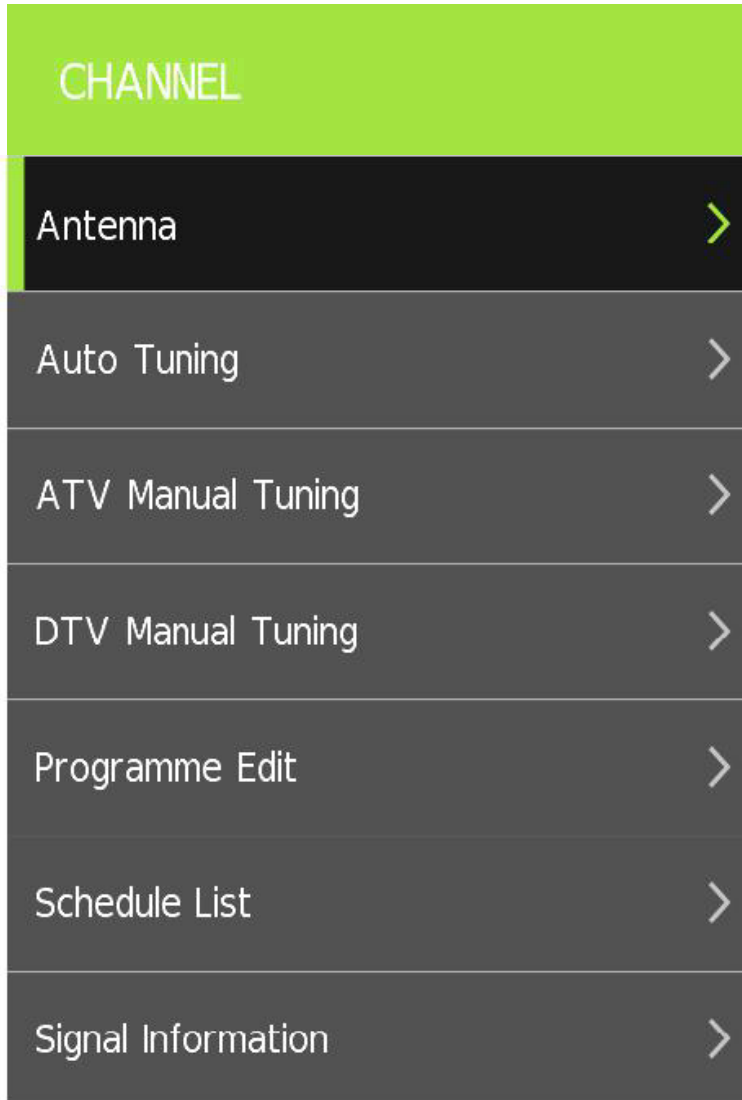 CHANNEL
Antenna
Auto Tuning
ATV Manual Tuning
DTV Manual Tuning
Programme Edit
Schedule List
Signal Information